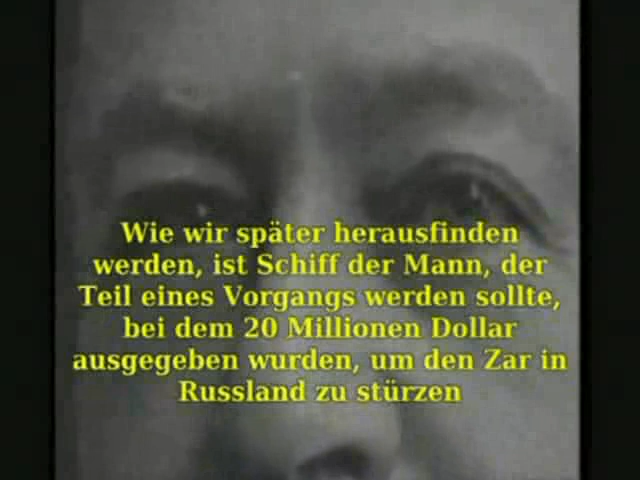 Wie wir später herausfinden
werden, ist Schiff der Mann, der
Teil eines Vorgangs werden sollte,
bei dem 20 Millionen Dollar
ausgegeben wurden, um den Zar in
Russland zu stürzen